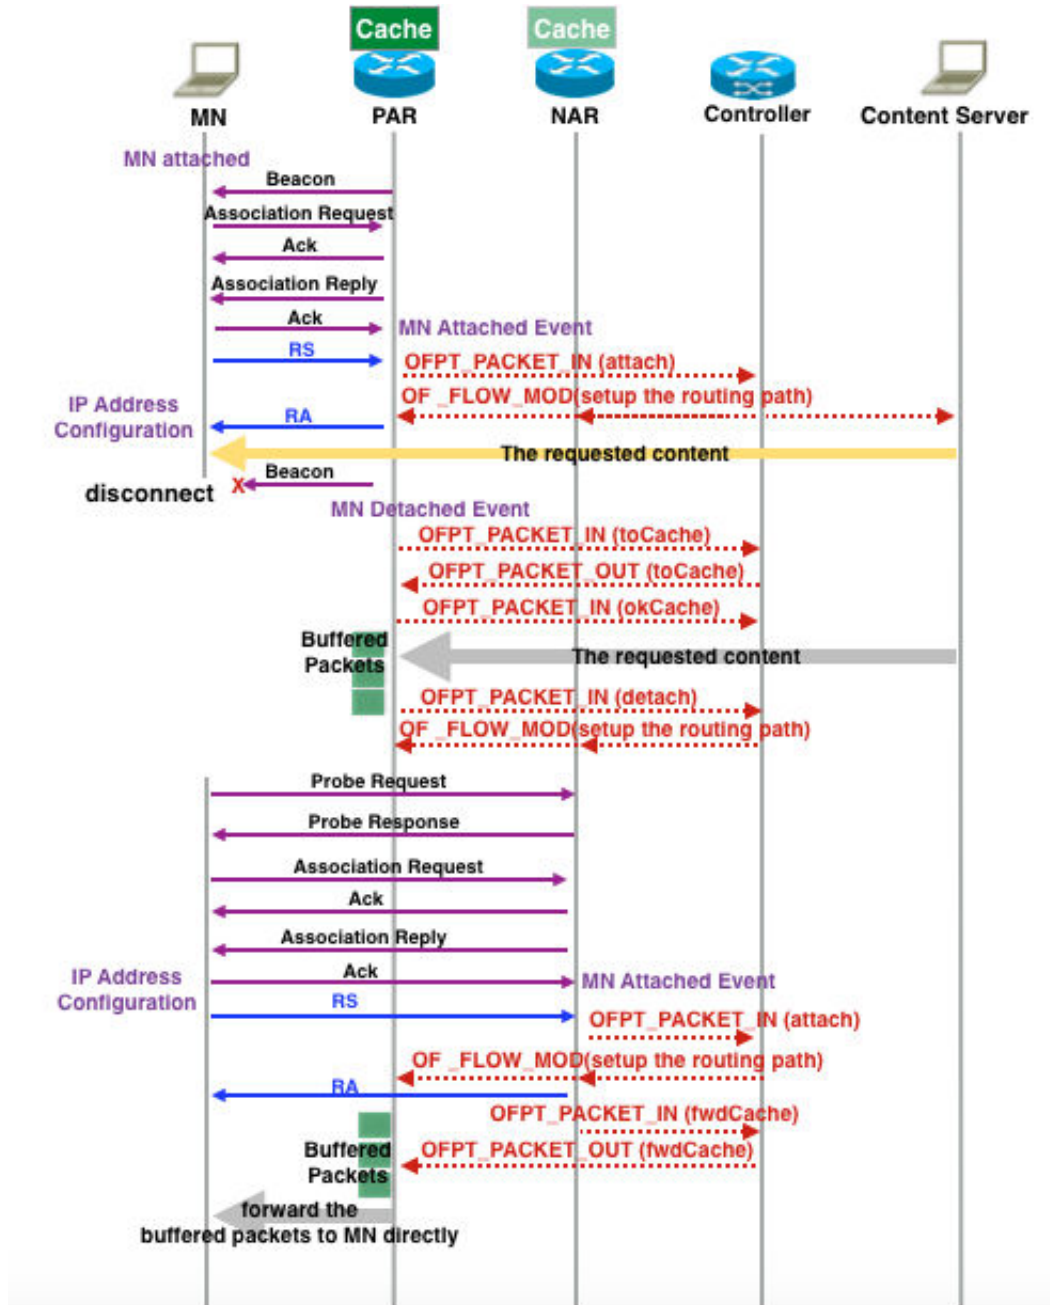 Cache
Cache
MN
PAR
NAR
Controller
Content Server
MN attached
Beacon
Association Request
Ack
Association Reply
Ack
MN Attached Event
RS
OFPT_PACKET_IN (attach)
OF _FLOW_MOD(setup the routing path)
IP Address
Configuration
RA
The requested content
Beacon
disconnect
X
MN Detached Event
OFPT_PACKET_IN (toCache)
OFPT_PACKET_OUT (toCache)
OFPT_PACKET_IN (okCache)
Buffered
Packets
The requested content
OFPT_PACKET_IN (detach)
OF _FLOW_MOD(setup the routing path)
Probe Request
Probe Response
Association Request
Ack
Association Reply
IP Address
Configuration
Ack
MN Attached Event
RS
OFPT_PACKET_IN (attach)
OF _FLOW_MOD(setup the routing path)
RA
OFPT_PACKET_IN (fwdCache)
OFPT_PACKET_OUT (fwdCache)
Buffered
Packets
forward the
buffered packets to MN directly